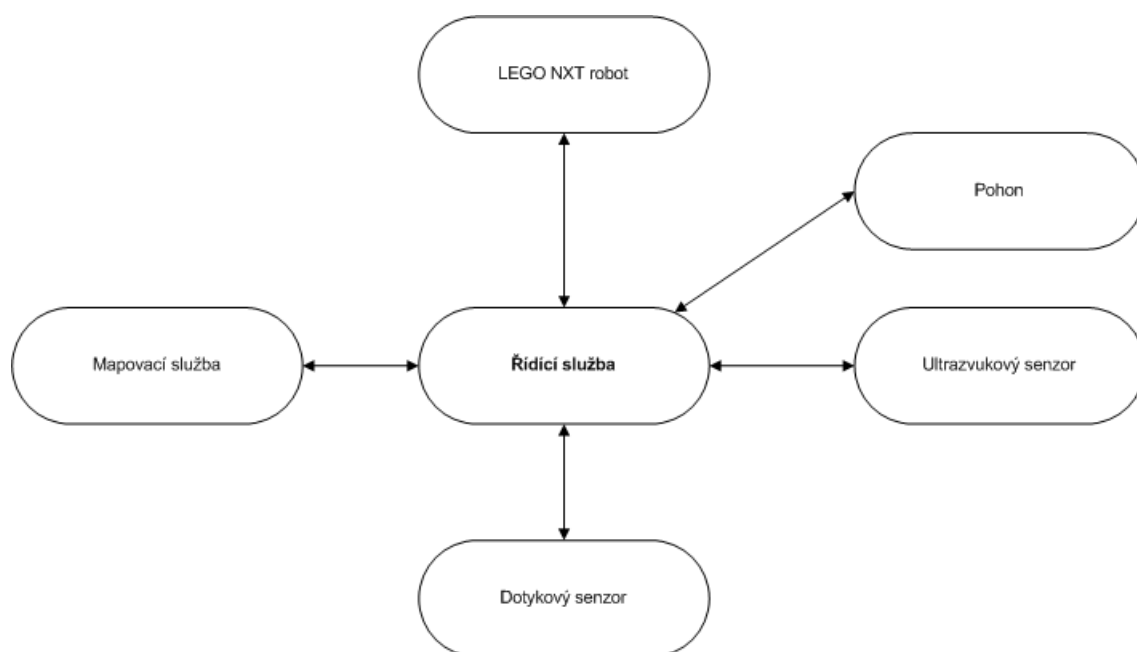 LEGO NXT robot
Pohon
Mapovací služba
Řídící služba
Ultrazvukový senzor
Dotykový senzor